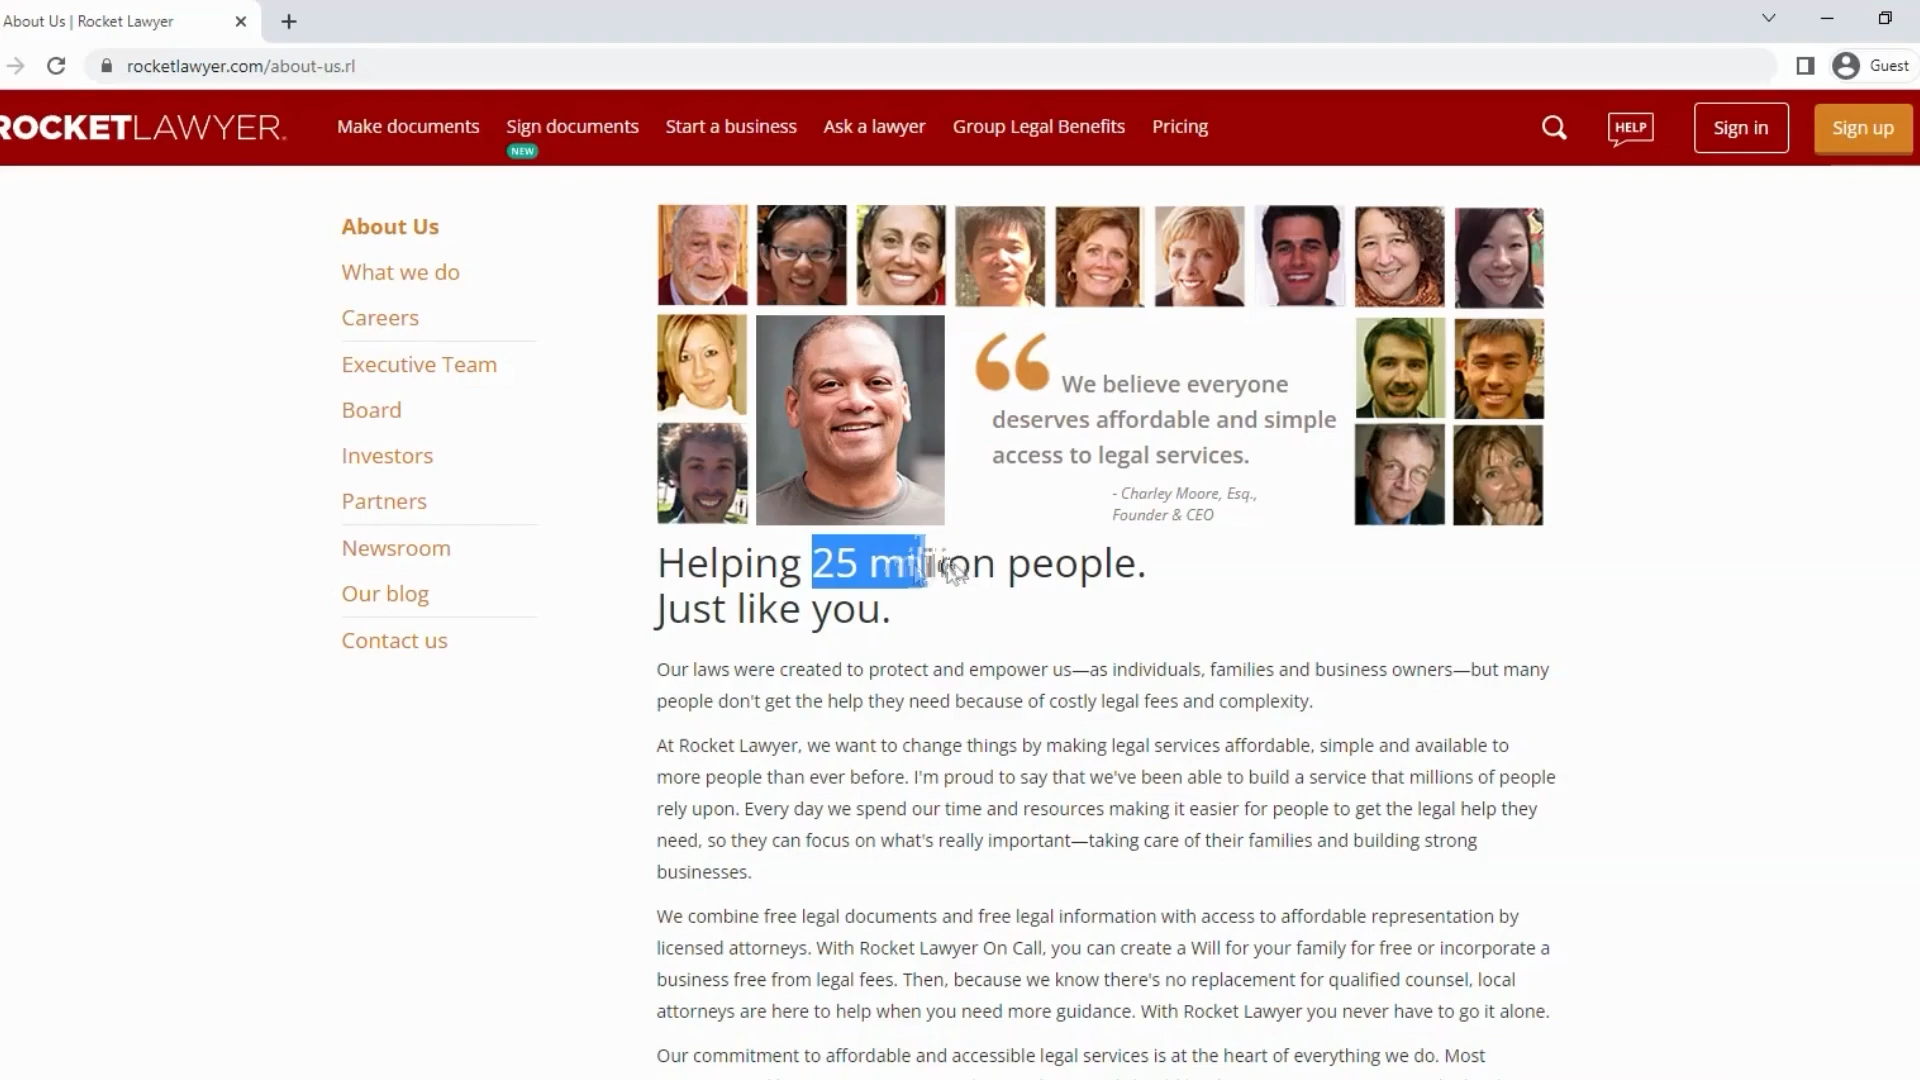 About Us | Rocket Lawyer
rocketlawyer.com/about-us.rl
Guest
ROCKETLAWYER.
Make documents
Sign documents
NEW
Start a business
Ask a lawyer
Group Legal Benefits
Pricing
HELP
Sign in
Sign up
About Us
What we do
Careers
Executive Team
Board
Investors
Partners
Newsroom
Our blog
Contact us
“ We believe everyone
deserves affordable and simple
access to legal services.
- Charley Moore, Esq.,
Founder & CEO
Helping 25 million people.
Just like you.
Our laws were created to protect and empower us—as individuals, families and business owners—but many
people don't get the help they need because of costly legal fees and complexity.
At Rocket Lawyer, we want to change things by making legal services affordable, simple and available to
more people than ever before. I'm proud to say that we've been able to build a service that millions of people
rely upon. Every day we spend our time and resources making it easier for people to get the legal help they
need, so they can focus on what's really important—taking care of their families and building strong
businesses.
We combine free legal documents and free legal information with access to affordable representation by
licensed attorneys. With Rocket Lawyer On Call, you can create a Will for your family for free or incorporate a
business free from legal fees. Then, because we know there's no replacement for qualified counsel, local
attorneys are here to help when you need more guidance. With Rocket Lawyer you never have to go it alone.
Our commitment to affordable and accessible legal services is at the heart of everything we do. Most